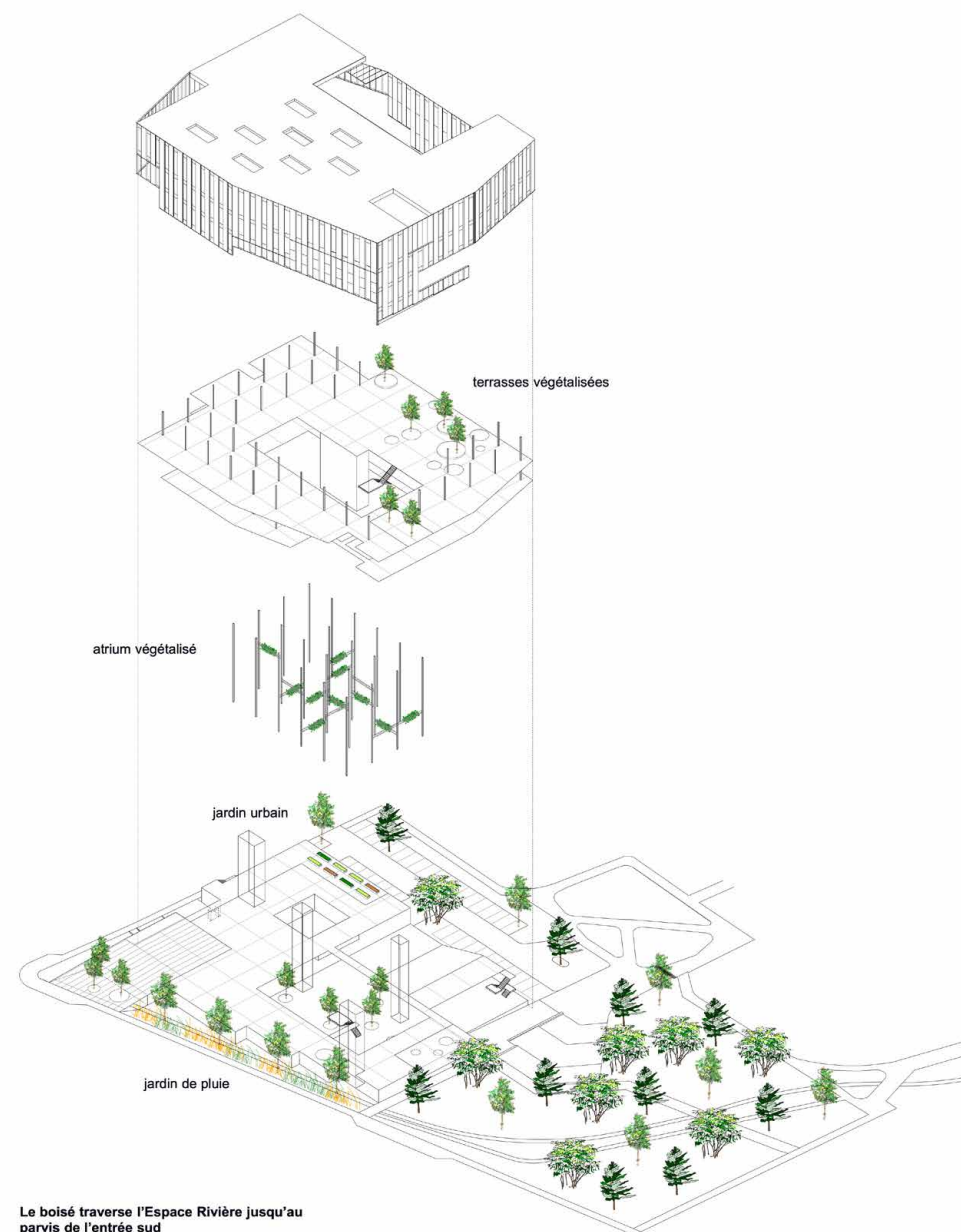 terrasses végétalisées
atrium végétalisé
jardin urbain
jardin de pluie
Le boisé traverse l'Espace Rivière jusqu'au
parvis de l'entrée sud